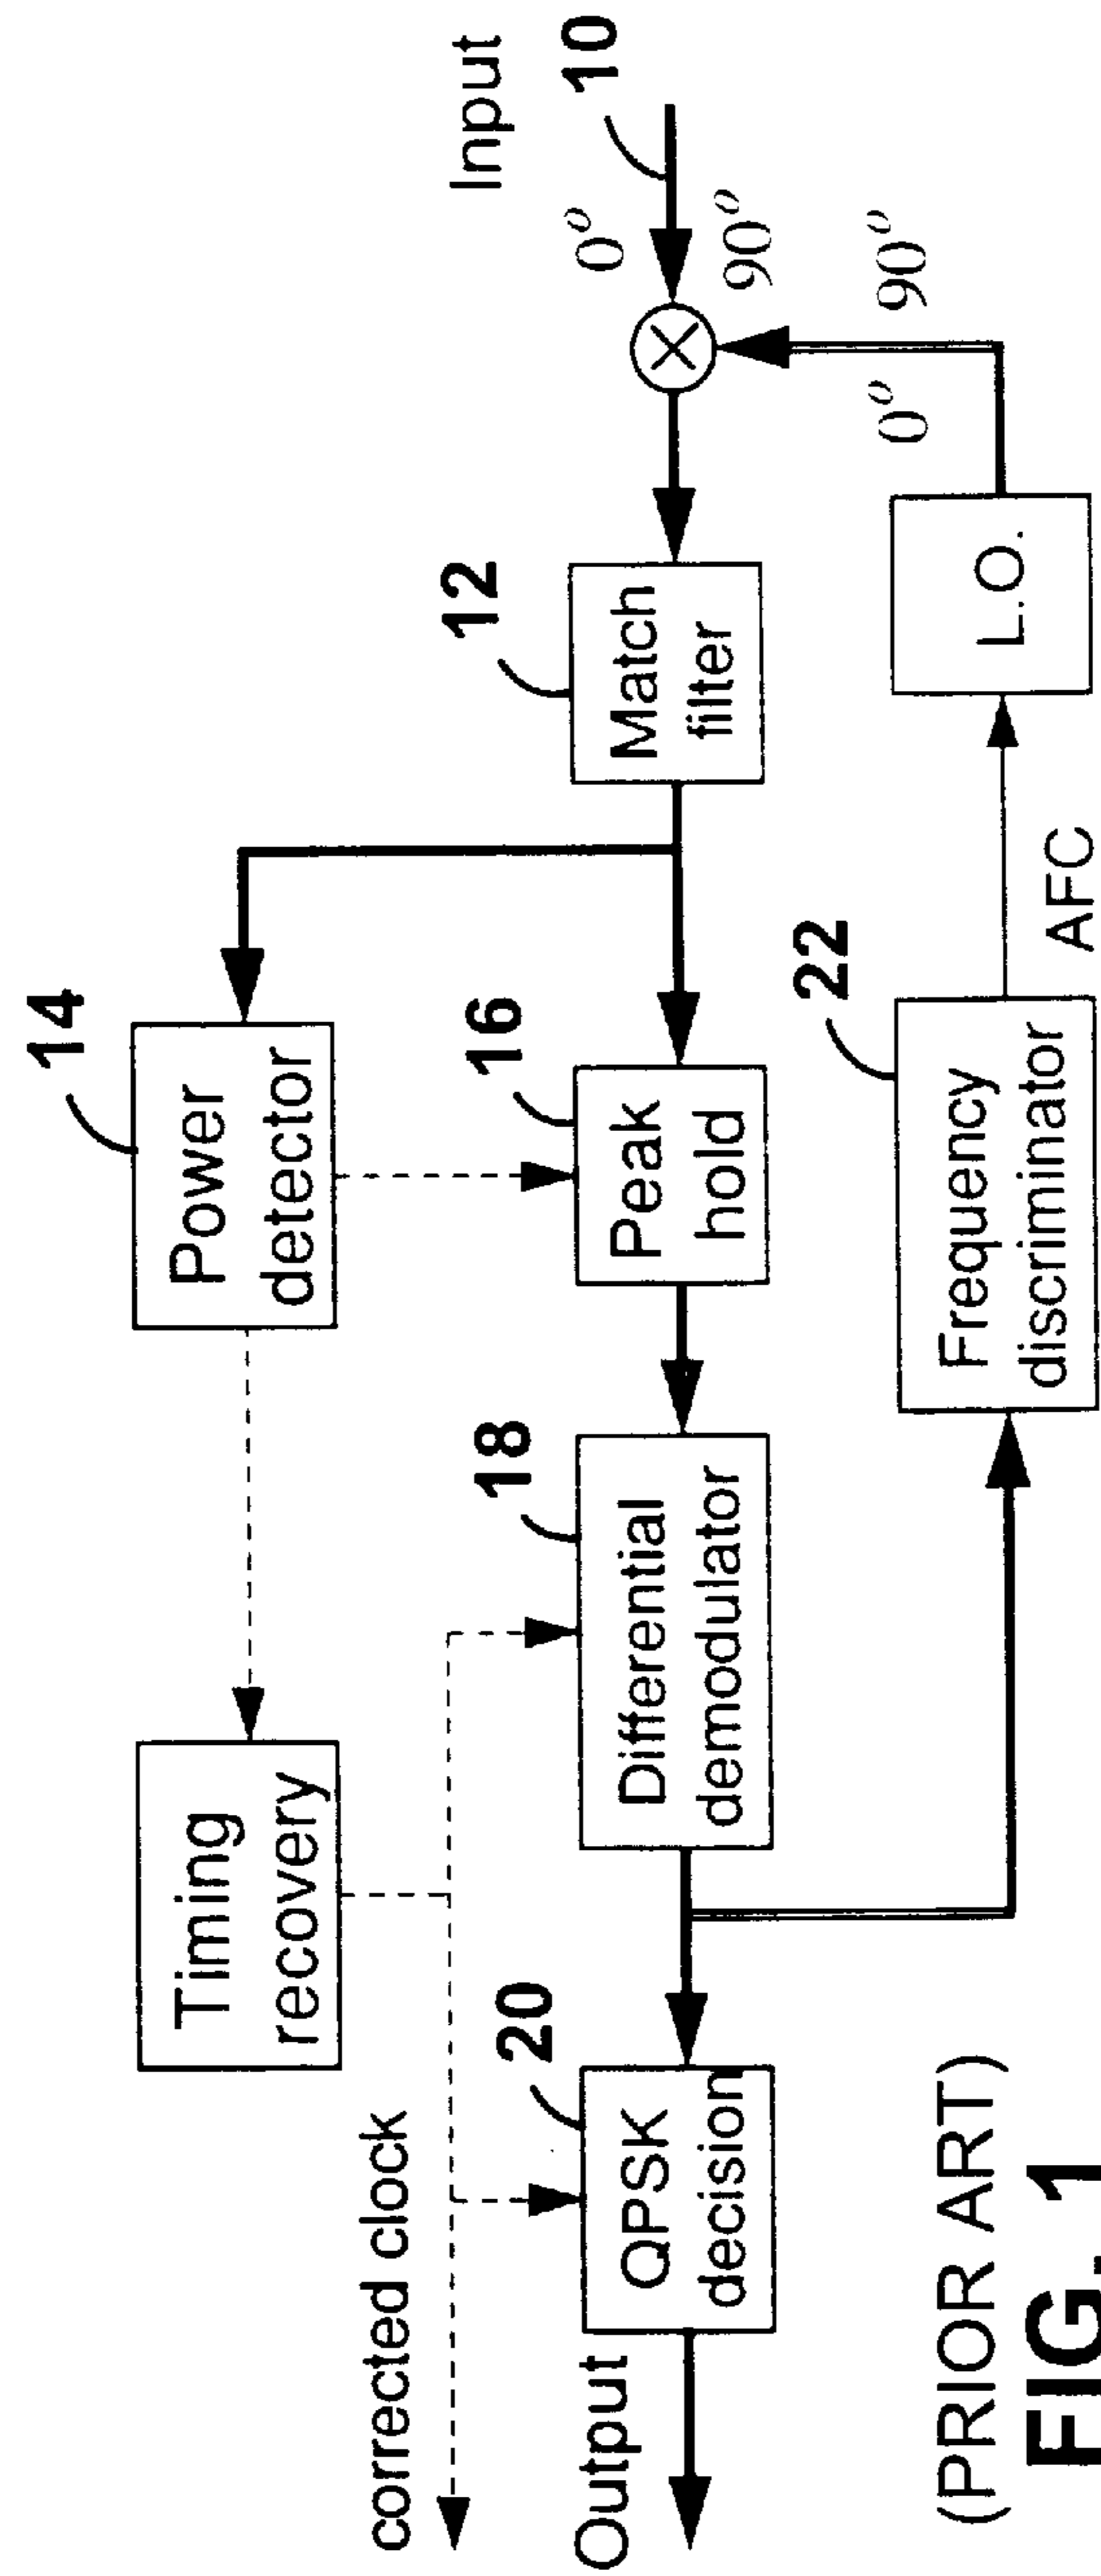 Input
10
0°
90°
90°
0°
L.O.
12
Match
filter
14
Power
detector
16
Peak
hold
18
Differential
demodulator
Timing
recovery
corrected clock
20
QPSK
decision
Output
22
Frequency
discriminator
AFC
(PRIOR ART)
FIG. 1